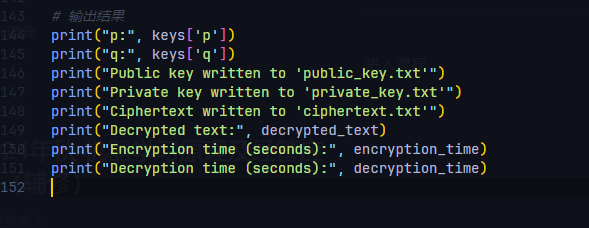 143 # 输出结果
144 print("p:", keys['p'])
145 print("q:", keys['q'])
146 print("Public key written to 'public_key.txt'")
147 print("Private key written to 'private_key.txt'")
148 print("Ciphertext written to 'ciphertext.txt'")
149 print("Decrypted text:", decrypted_text)
150 print("Encryption time (seconds):", encryption_time)
151 print("Decryption time (seconds):", decryption_time)
152